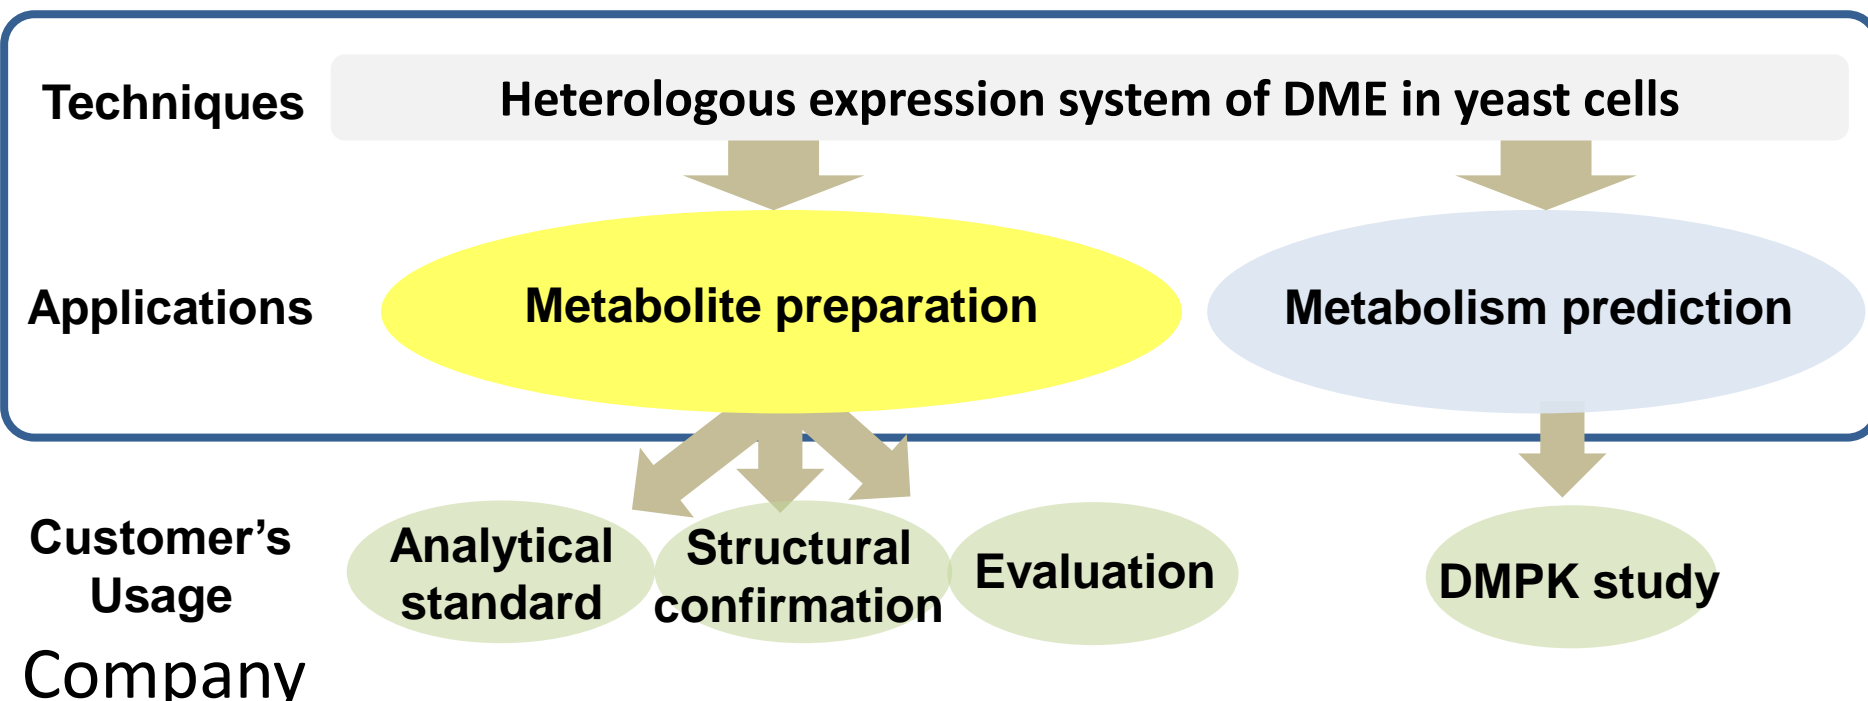 Techniques
Heterologous expression system of DME in yeast cells
Applications
Metabolite preparation
Metabolism prediction
Customer’s
Usage
Analytical
standard
Structural
confirmation
Evaluation
DMPK study
Company